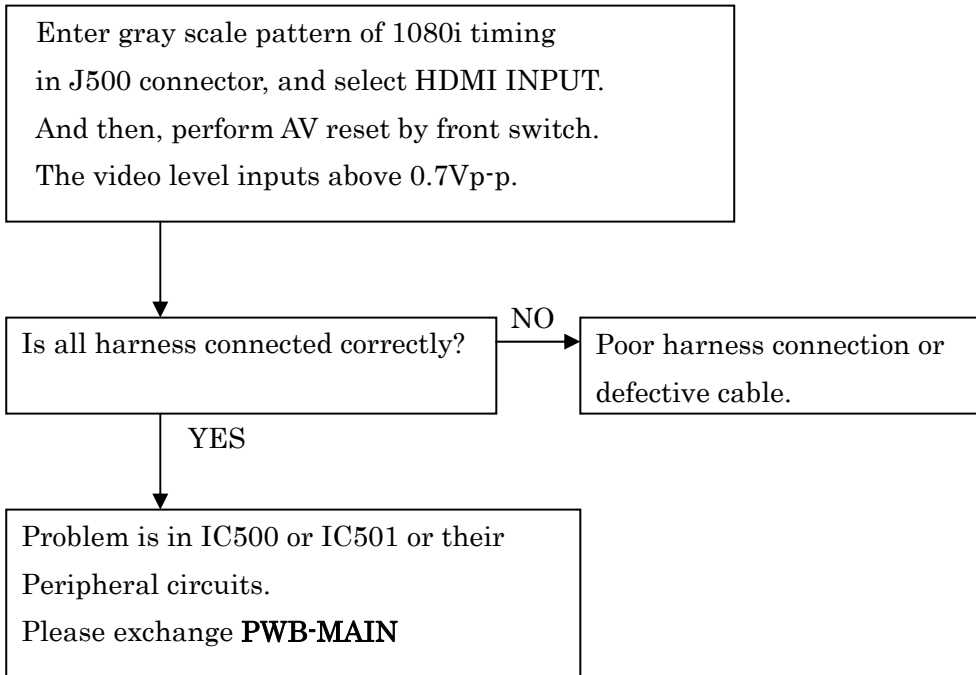 Enter gray scale pattern of 1080i timing
in J500 connector, and select HDMI INPUT.
And then, perform AV reset by front switch.
The video level inputs above 0.7Vp-p.
Is all harness connected correctly?
NO
Poor harness connection or
defective cable.
YES
Problem is in IC500 or IC501 or their
Peripheral circuits.
Please exchange PWB-MAIN